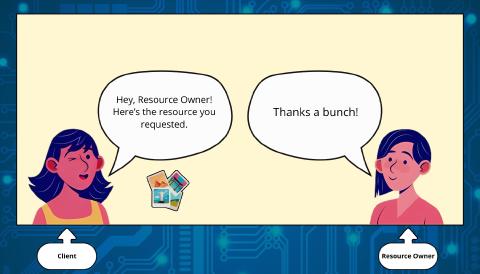 Hey, Resource Owner!
Here's the resource you
requested.
Thanks a bunch!
Client
Resource Owner